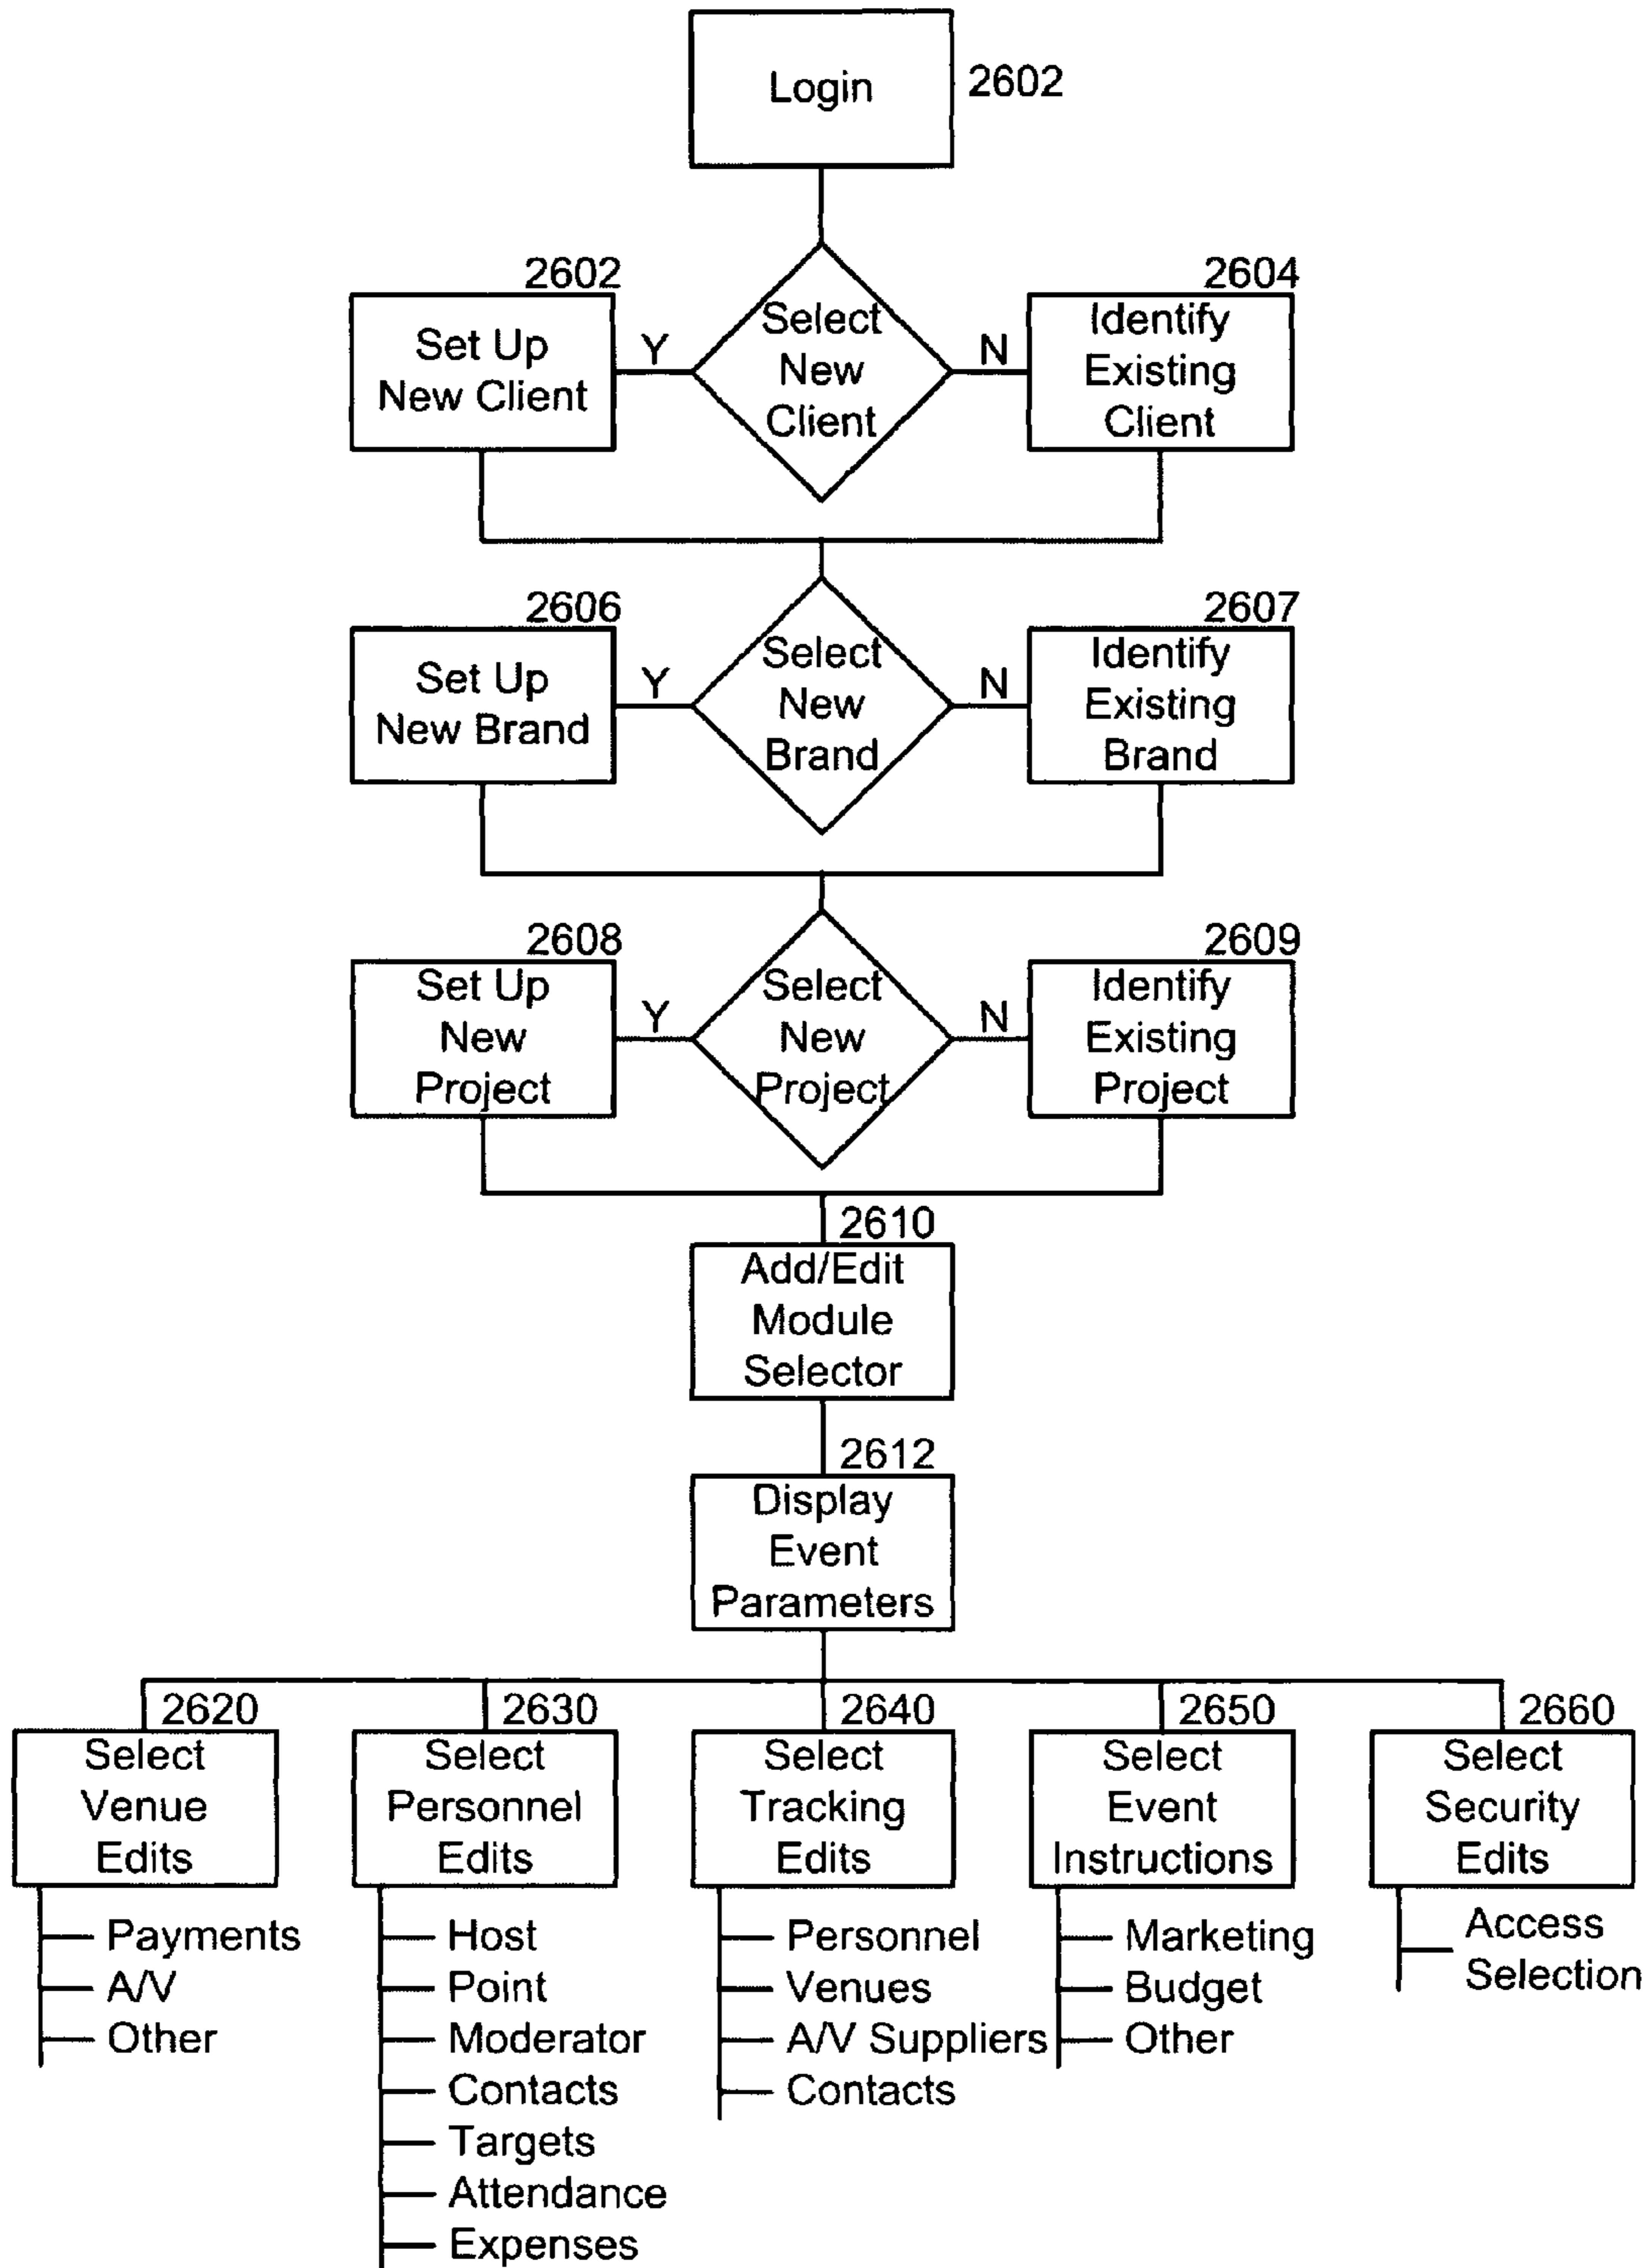 Login
2602
2602
Set Up
New Client
Y
Select
New
Client
N
2604
Identify
Existing
Client
2606
Set Up
New Brand
Y
Select
New
Brand
N
2607
Identify
Existing
Brand
2608
Set Up
New
Project
Y
Select
New
Project
N
2609
Identify
Existing
Project
2610
Add/Edit
Module
Selector
2612
Display
Event
Parameters
2620
Select
Venue
Edits
Payments
A/V
Other
2630
Select
Personnel
Edits
Host
Point
Moderator
Contacts
Targets
Attendance
Expenses
2640
Select
Tracking
Edits
Personnel
Venues
A/V Suppliers
Contacts
2650
Select
Event
Instructions
Marketing
Budget
Other
2660
Select
Security
Edits
Access
Selection